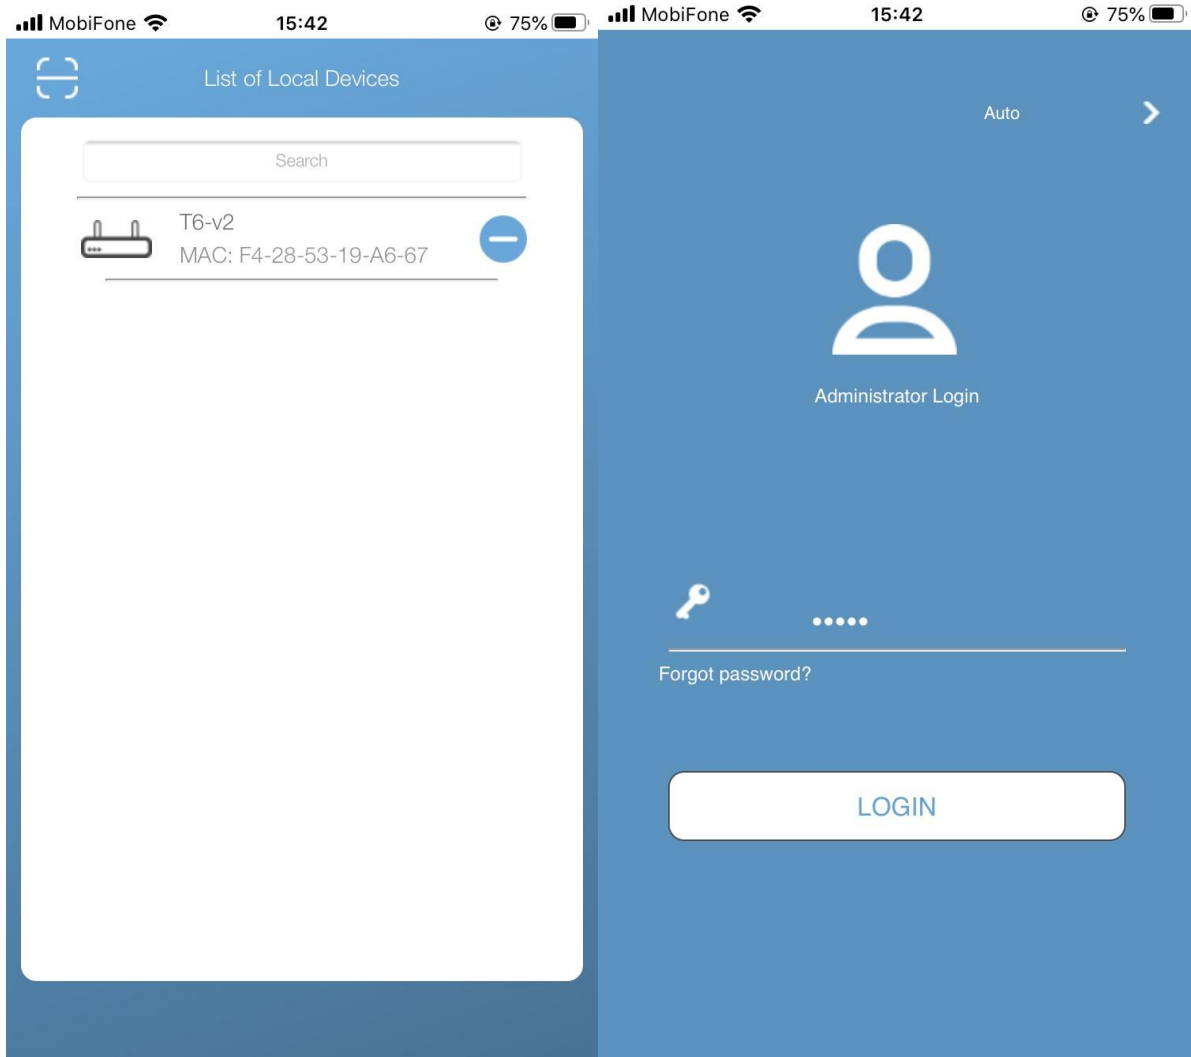 MobiFone 15:42 75%
List of Local Devices
Search
T6-v2
MAC: F4-28-53-19-A6-67
MobiFone 15:42 75%
Auto
Administrator Login
•••••
Forgot password?
LOGIN